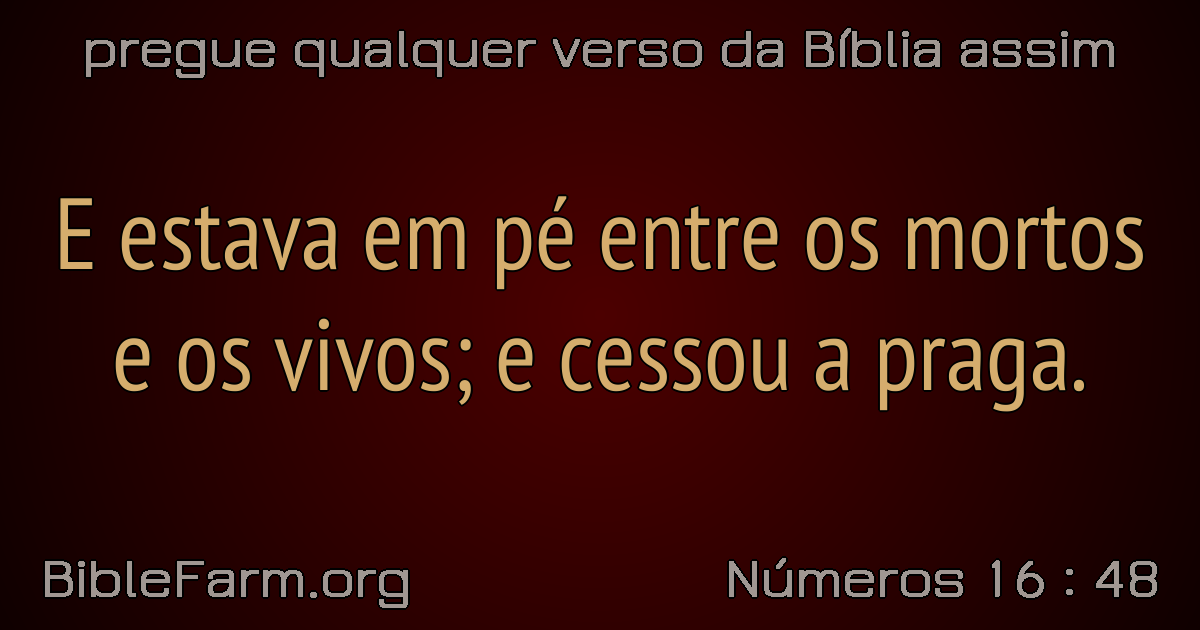 pregue qualquer verso da Bíblia assim
E estava em pé entre os mortos
e os vivos; e cessou a praga.
BibleFarm.org
Números 16 : 48